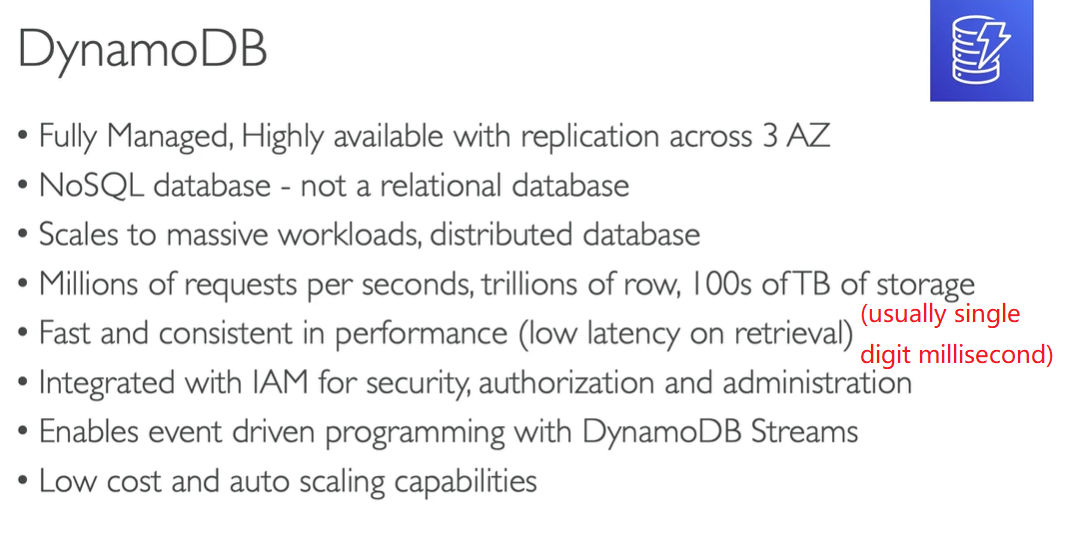 DynamoDB
• Fully Managed, Highly available with replication across 3 AZ
• NoSQL database - not a relational database
• Scales to massive workloads, distributed database
• Millions of requests per seconds, trillions of row, 100s of TB of storage
• Fast and consistent in performance (low latency on retrieval)
(usually single
digit millisecond)
• Integrated with IAM for security, authorization and administration
• Enables event driven programming with DynamoDB Streams
• Low cost and auto scaling capabilities